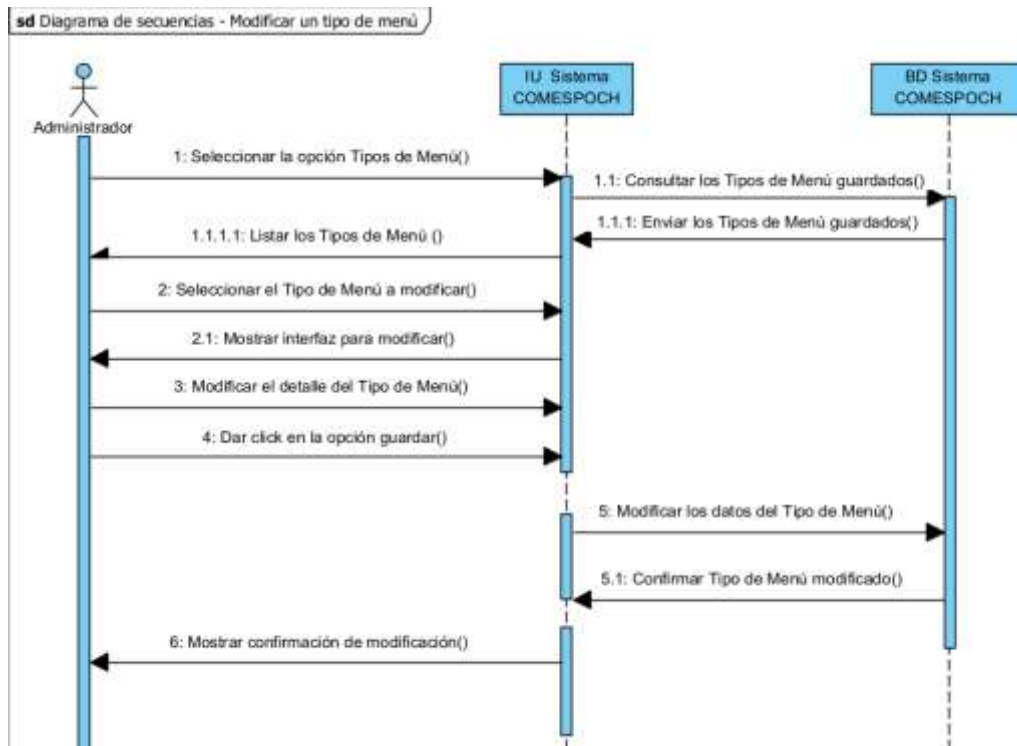 sd Diagrama de secuencias - Modificar un tipo de menú
IU Sistema
COMESPOCH
BD Sistema
COMESPOCH
Administrador
1: Seleccionar la opción Tipos de Menú()
1.1: Consultar los Tipos de Menú guardados()
1.1.1: Enviar los Tipos de Menú guardados()
1.1.1.1: Listar los Tipos de Menú ()
2: Seleccionar el Tipo de Menú a modificar()
2.1: Mostrar interfaz para modificar()
3: Modificar el detalle del Tipo de Menú()
4: Dar click en la opción guardar()
5: Modificar los datos del Tipo de Menú()
5.1: Confirmar Tipo de Menú modificado()
6: Mostrar confirmación de modificación()